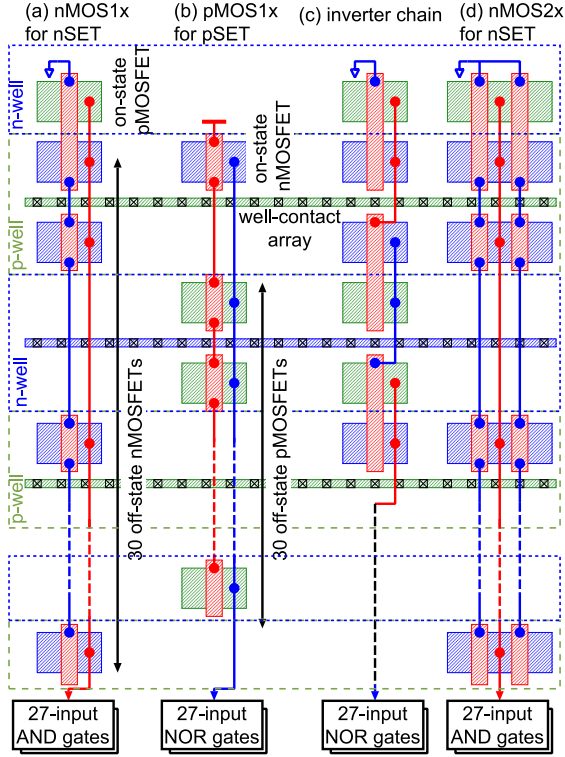 (a) nMOS1x
for nSET
(b) pMOS1x
for pSET
(c) inverter chain
(d) nMOS2x
for nSET
n-well
on-state
pMOSFET
on-state
nMOSFET
p-well
well-contact
array
n-well
30 off-state nMOSFETs
30 off-state pMOSFETs
p-well
27-input
AND gates
27-input
NOR gates
27-input
NOR gates
27-input
AND gates